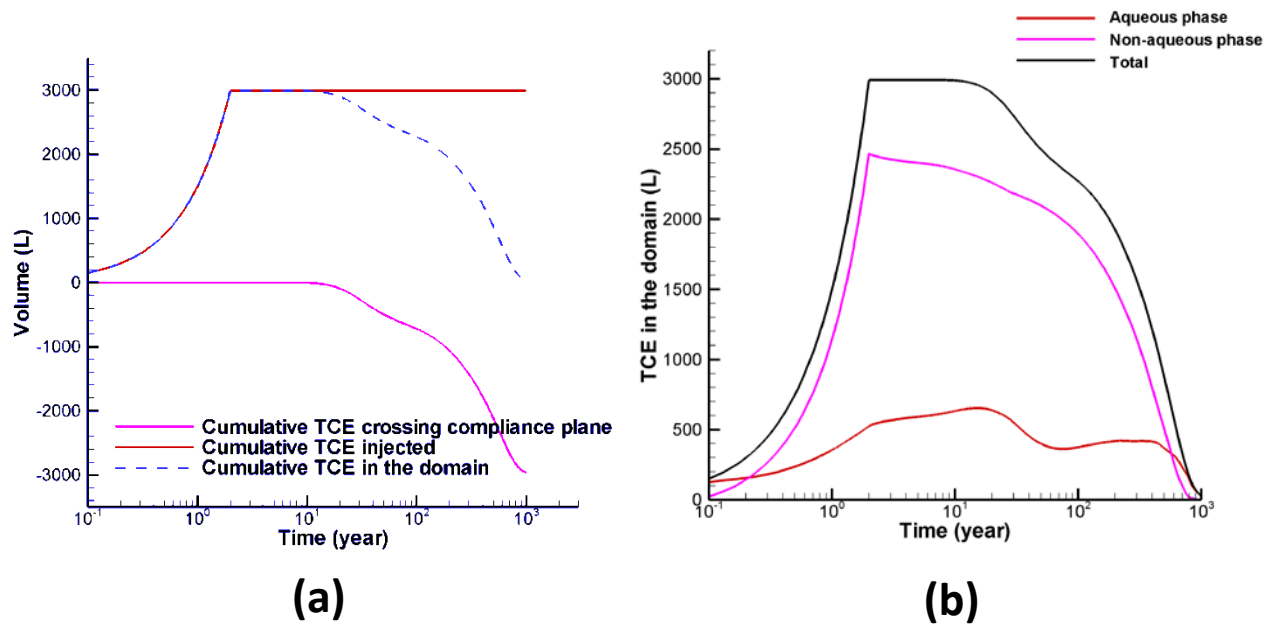 3000
2000
1000
0
-1000
-2000
-3000
Volume (L)
Cumulative TCE crossing compliance plane
Cumulative TCE injected
Cumulative TCE in the domain
10⁻¹ 10⁰ 10¹ 10² 10³
Time (year)
(a)
Aqueous phase
Non-aqueous phase
Total
3000
2500
2000
1500
1000
500
0
TCE in the domain (L)
10⁻¹ 10⁰ 10¹ 10² 10³
Time (year)
(b)